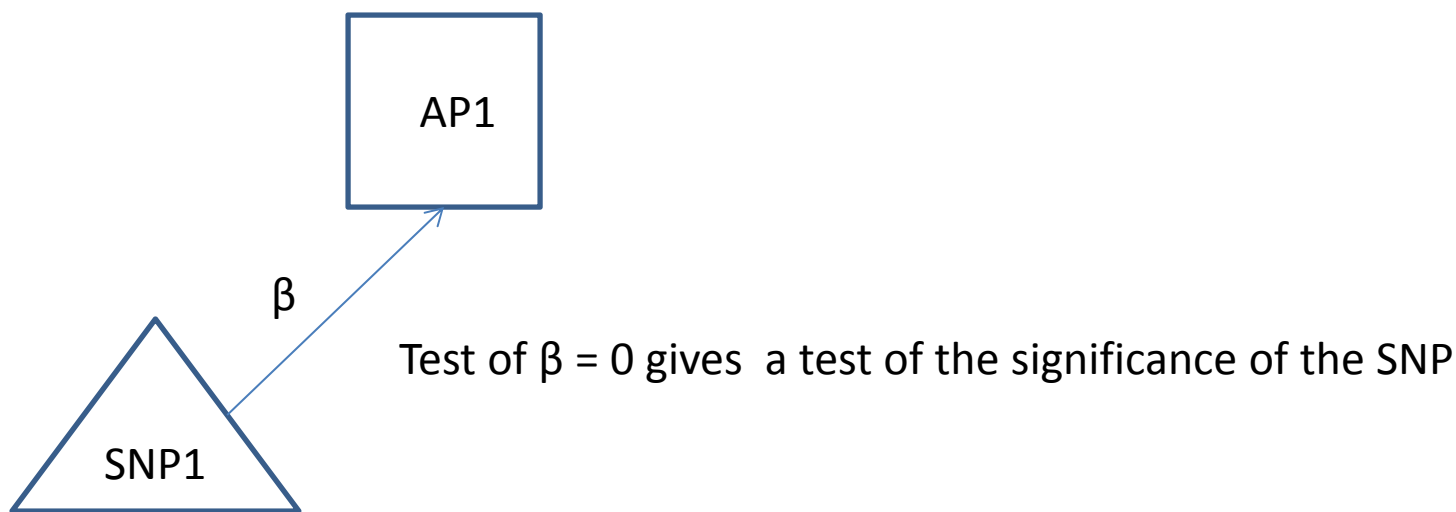 AP1
β
Test of β = 0 gives a test of the significance of the SNP
SNP1